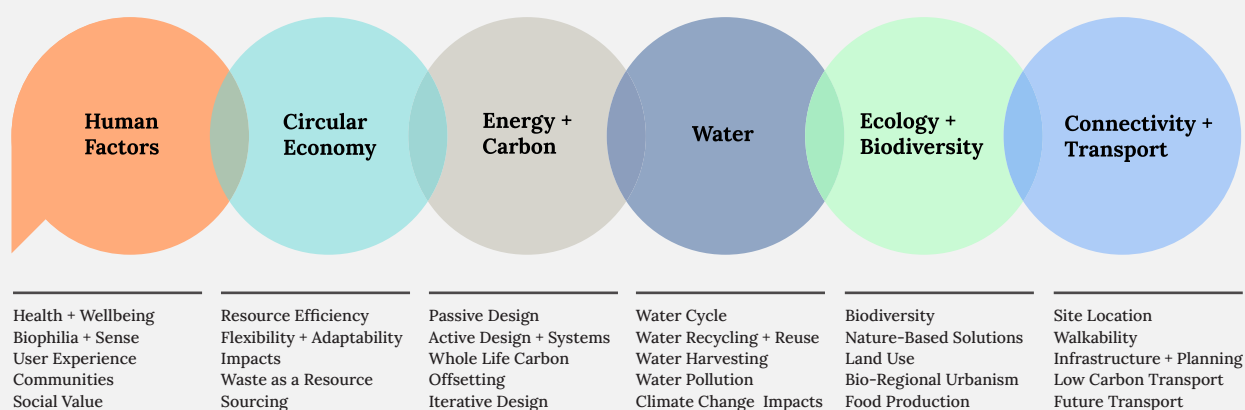 Human
Factors
Circular
Economy
Energy +
Carbon
Water
Ecology +
Biodiversity
Connectivity +
Transport
Health + Wellbeing
Biophilia + Sense
User Experience
Communities
Social Value
Resource Efficiency
Flexibility + Adaptability
Impacts
Waste as a Resource
Sourcing
Passive Design
Active Design + Systems
Whole Life Carbon
Offsetting
Iterative Design
Water Cycle
Water Recycling + Reuse
Water Harvesting
Water Pollution
Climate Change Impacts
Biodiversity
Nature-Based Solutions
Land Use
Bio-Regional Urbanism
Food Production
Site Location
Walkability
Infrastructure + Planning
Low Carbon Transport
Future Transport